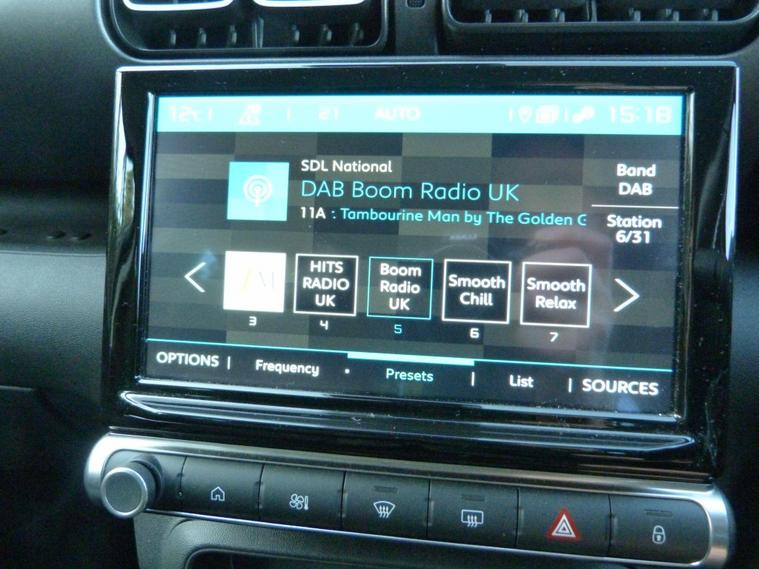 12°C 21 AUTO 15:18
SDL National
DAB Boom Radio UK
11A : Tambourine Man by The Golden G
Band
DAB
Station
6/31
HITS
RADIO
UK
Boom
Radio
UK
Smooth
Chill
Smooth
Relax
3 4 5 6 7
OPTIONS | Frequency • Presets | List | SOURCES